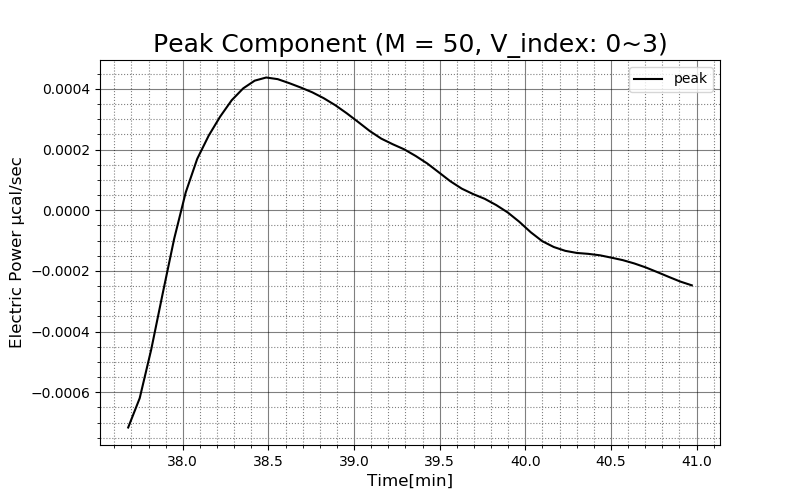 Peak Component (M = 50, V_index: 0~3)
peak
0.0004
0.0002
0.0000
−0.0002
−0.0004
−0.0006
Electric Power μcal/sec
38.0 38.5 39.0 39.5 40.0 40.5 41.0
Time[min]